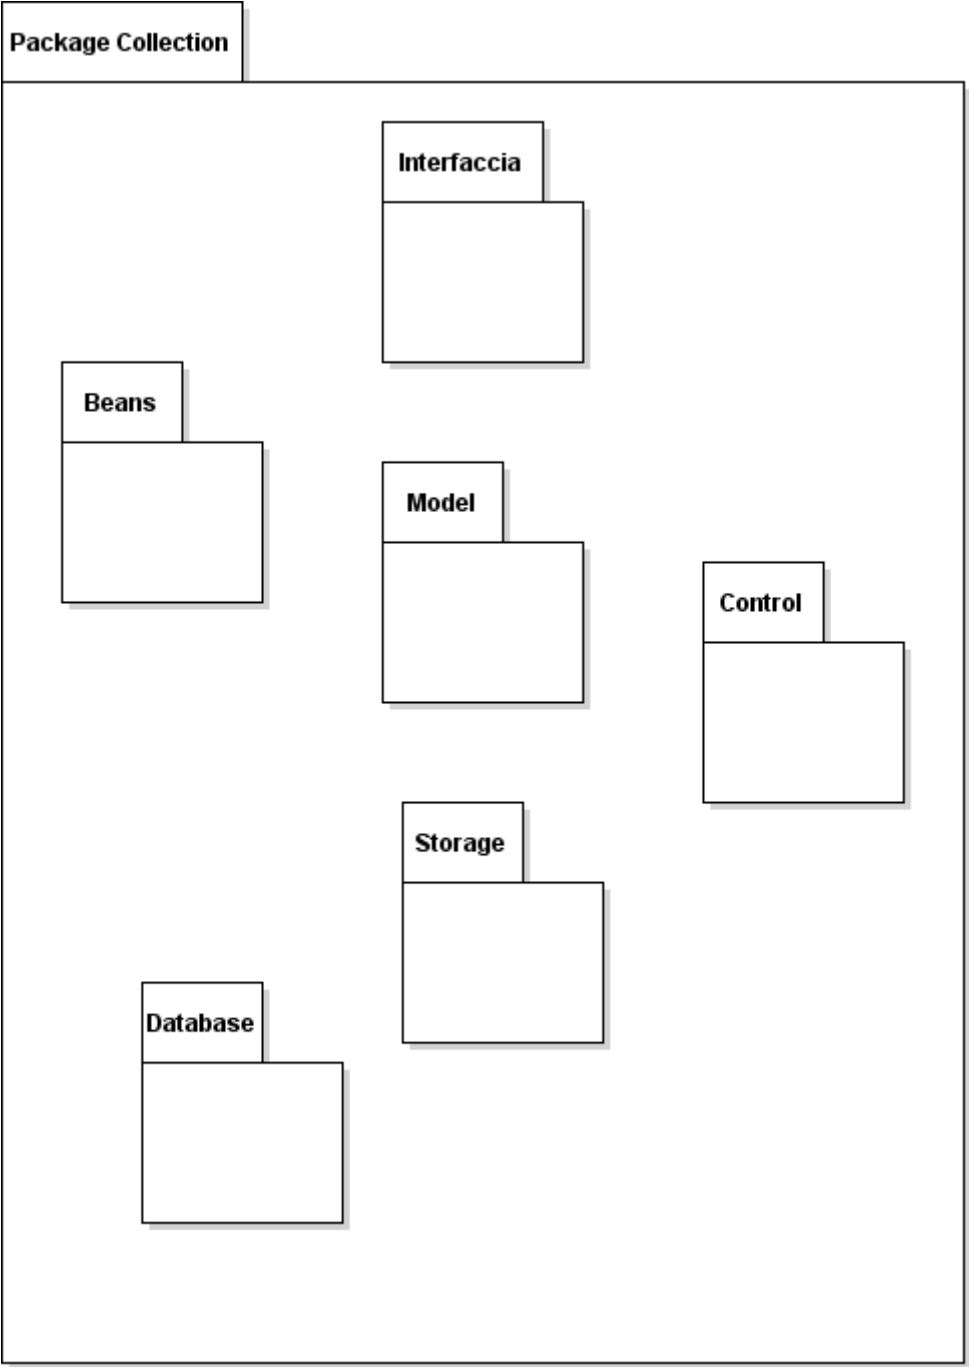 Package Collection
Interfaccia
Beans
Model
Control
Storage
Database